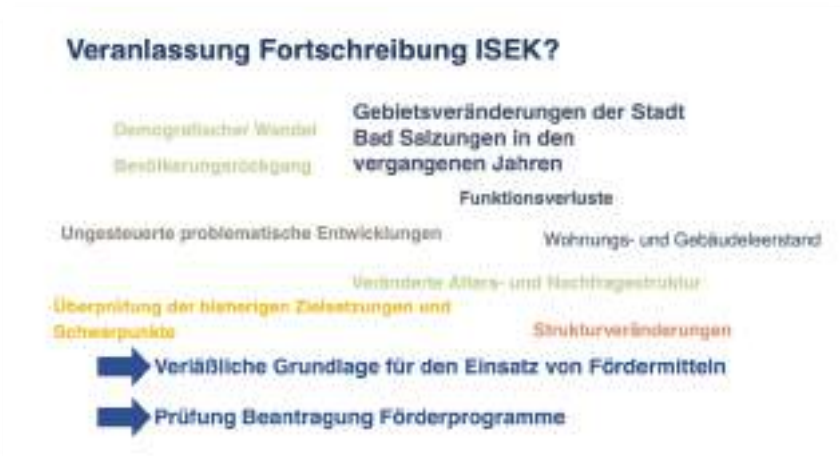 Veranlassung Fortschreibung ISEK?
Demografischer Wandel
Bevölkerungsrückgang
Gebietsveränderungen der Stadt
Bad Salzungen in den
vergangenen Jahren
Funktionsverluste
Ungesteuerte problematische Entwicklungen
Wohnungs- und Gebäudeleerstand
Veränderte Alters- und Nachfragestruktur
Überprüfung der bisherigen Zielsetzungen und
Schwerpunkte
Strukturveränderungen
Verläßliche Grundlage für den Einsatz von Fördermitteln
Prüfung Beantragung Förderprogramme